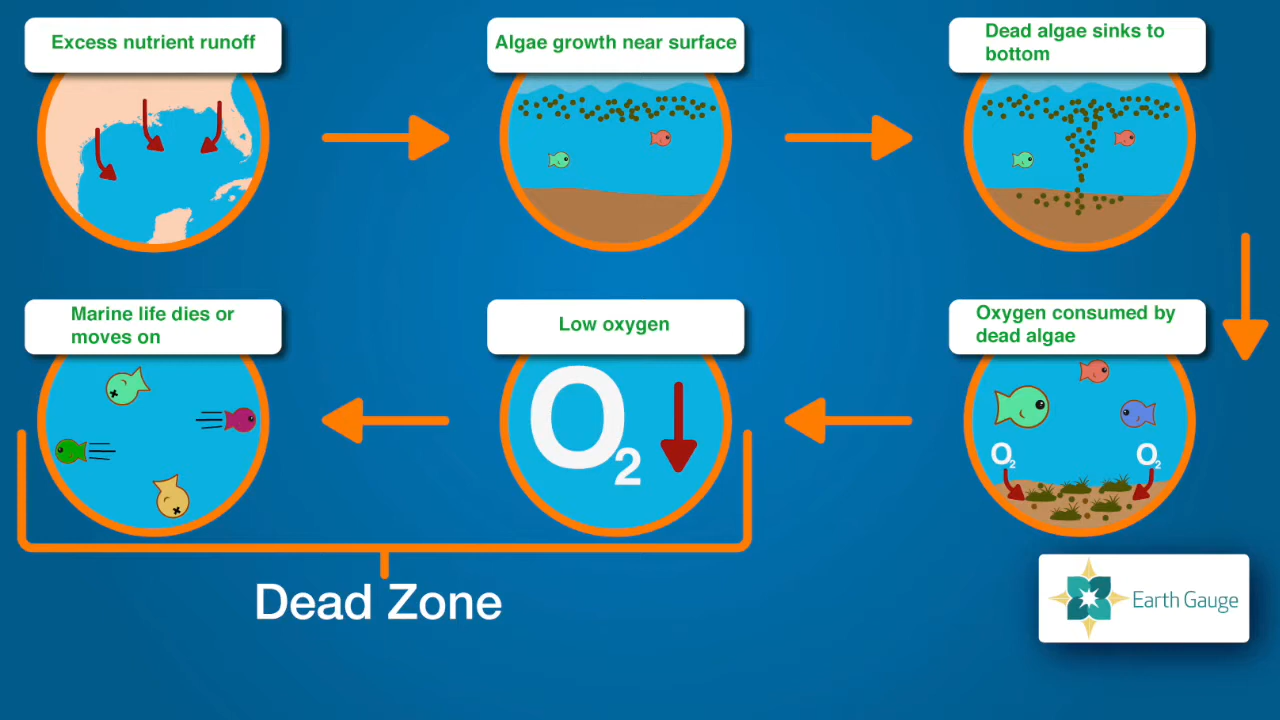 Excess nutrient runoff
Algae growth near surface
Dead algae sinks to
bottom
Marine life dies or
moves on
Low oxygen
Oxygen consumed by
dead algae
O2
O2
O2
Dead Zone
Earth Gauge